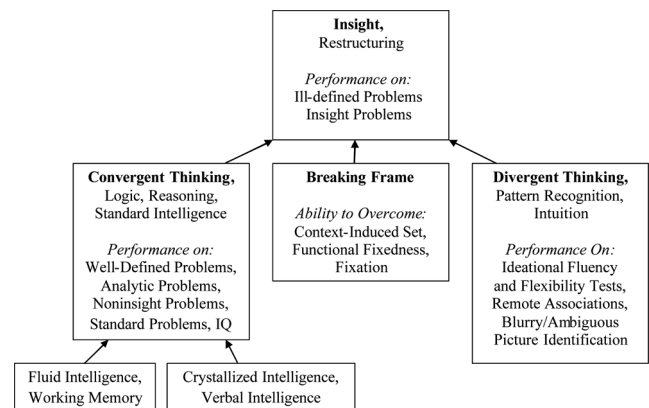 Insight,
Restructuring
Performance on:
Ill-defined Problems
Insight Problems
Convergent Thinking,
Logic, Reasoning,
Standard Intelligence
Performance on:
Well-Defined Problems,
Analytic Problems,
Noninsight Problems,
Standard Problems, IQ
Breaking Frame
Ability to Overcome:
Context-Induced Set,
Functional Fixedness,
Fixation
Divergent Thinking,
Pattern Recognition,
Intuition
Performance On:
Ideational Fluency
and Flexibility Tests,
Remote Associations,
Blurry/Ambiguous
Picture Identification
Fluid Intelligence,
Working Memory
Crystallized Intelligence,
Verbal Intelligence